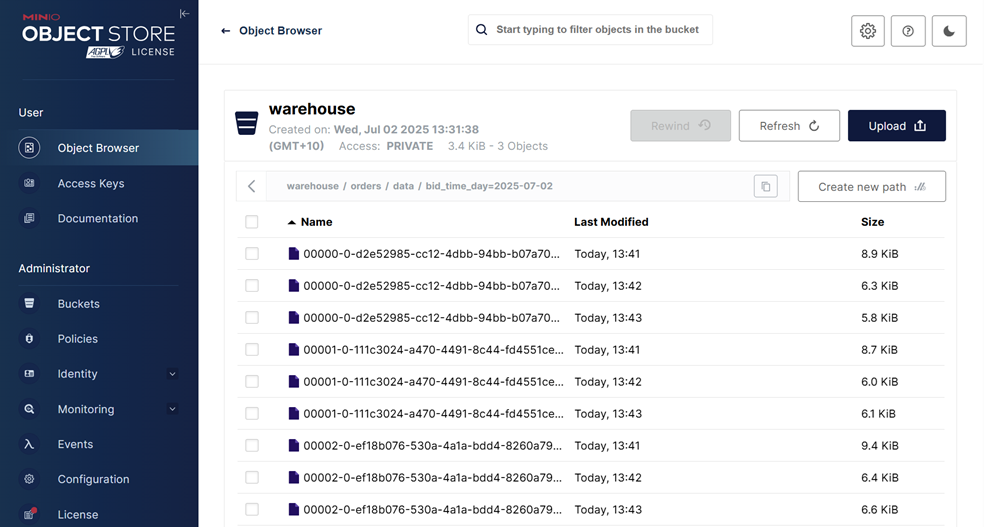 MINIO
OBJECT STORE
AGPLv3 LICENSE
User
Object Browser
Access Keys
Documentation
Administrator
Buckets
Policies
Identity
Monitoring
Events
Configuration
License
← Object Browser
Start typing to filter objects in the bucket
warehouse
Created on: Wed, Jul 02 2025 13:31:38
(GMT+10) Access: PRIVATE 3.4 KiB - 3 Objects
Rewind
Refresh
Upload
warehouse / orders / data / bid_time_day=2025-07-02
Create new path
Name Last Modified Size
00000-0-d2e52985-cc12-4dbb-94bb-b07a70... Today, 13:41 8.9 KiB
00000-0-d2e52985-cc12-4dbb-94bb-b07a70... Today, 13:42 6.3 KiB
00000-0-d2e52985-cc12-4dbb-94bb-b07a70... Today, 13:43 5.8 KiB
00001-0-111c3024-a470-4491-8c44-fd4551ce... Today, 13:41 8.7 KiB
00001-0-111c3024-a470-4491-8c44-fd4551ce... Today, 13:42 6.0 KiB
00001-0-111c3024-a470-4491-8c44-fd4551ce... Today, 13:43 6.1 KiB
00002-0-ef18b076-530a-4a1a-bdd4-8260a79... Today, 13:41 9.4 KiB
00002-0-ef18b076-530a-4a1a-bdd4-8260a79... Today, 13:42 6.4 KiB
00002-0-ef18b076-530a-4a1a-bdd4-8260a79... Today, 13:43 6.6 KiB